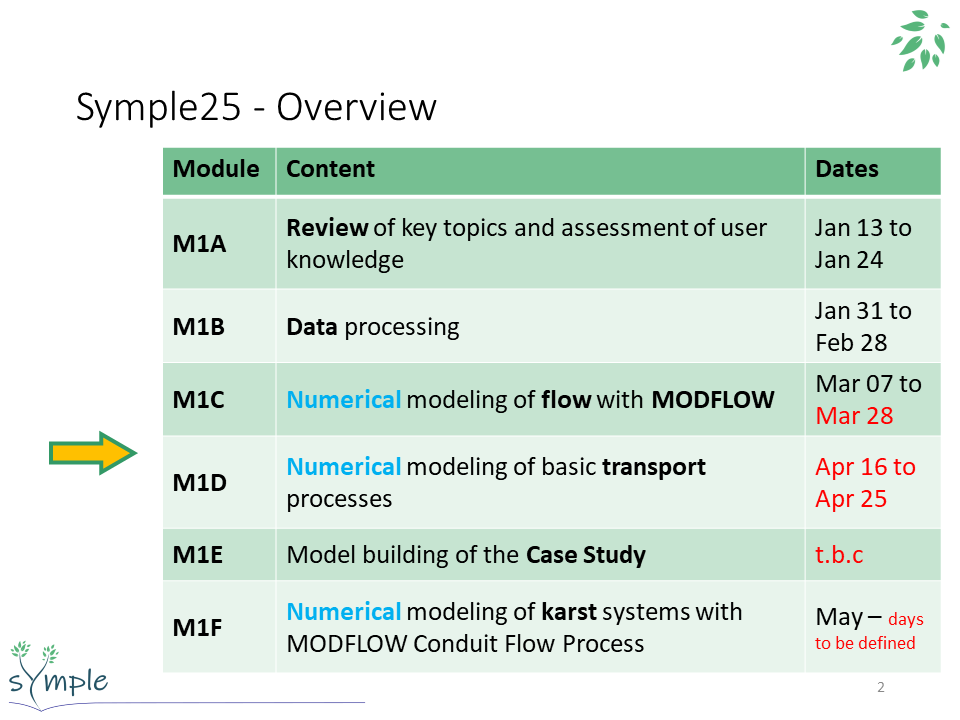 Symple25 - Overview
Module Content Dates
M1A
Review of key topics and assessment of user
knowledge
Jan 13 to
Jan 24
M1B
Data processing
Jan 31 to
Feb 28
M1C
Numerical modeling of flow with MODFLOW
Mar 07 to
Mar 28
M1D
Numerical modeling of basic transport
processes
Apr 16 to
Apr 25
M1E
Model building of the Case Study
t.b.c
M1F
Numerical modeling of karst systems with
MODFLOW Conduit Flow Process
May – days
to be defined
sYmple
2